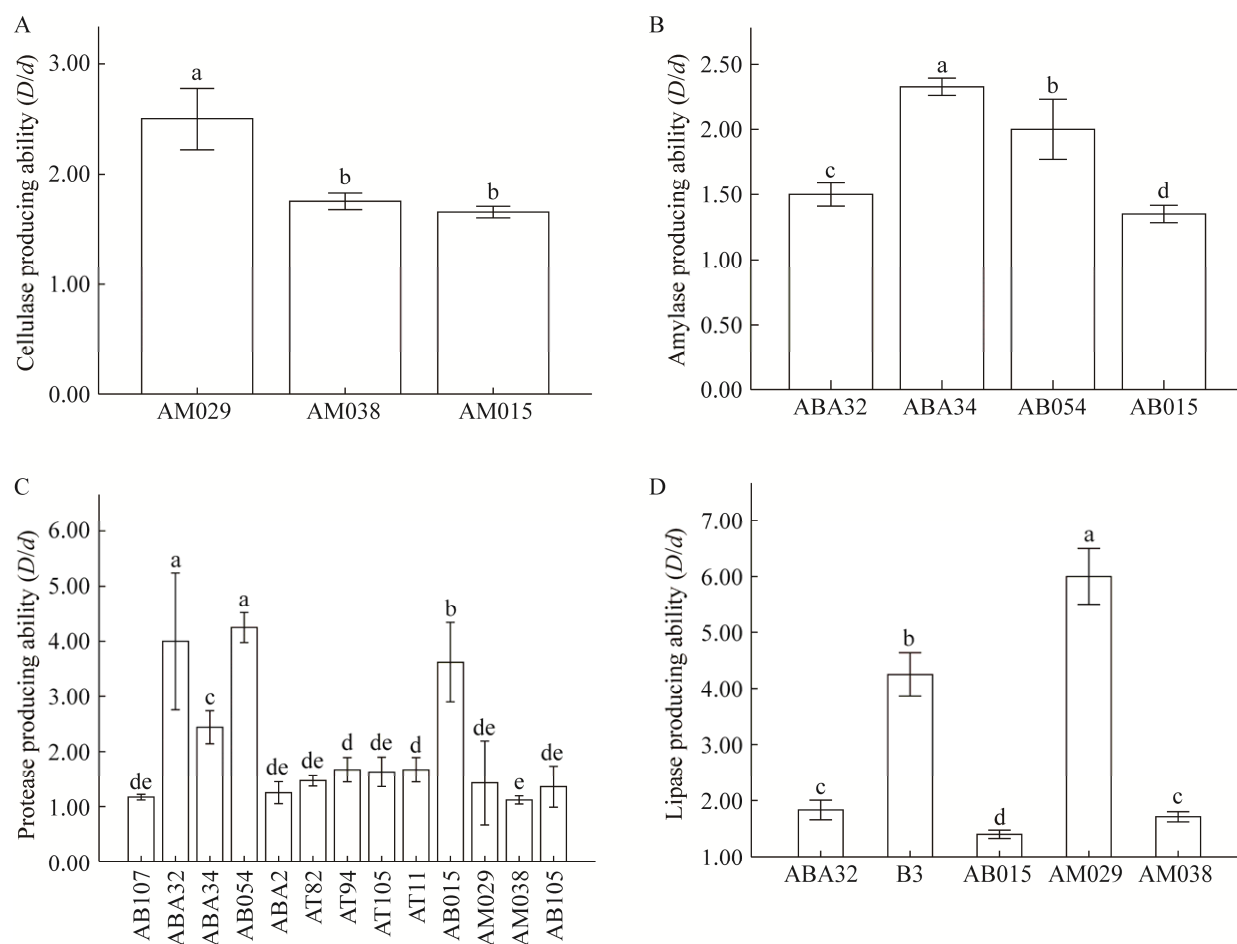 A
Cellulase producing ability (D/d)
3.00
2.00
1.00
0.00
a
b
b
AM029 AM038 AM015
B
Amylase producing ability (D/d)
2.50
2.00
1.50
1.00
0.50
0.00
c
a
b
d
ABA32 ABA34 AB054 AB015
C
Protease producing ability (D/d)
6.00
5.00
4.00
3.00
2.00
1.00
0.00
de
a
c
a
de
de
d
de
d
b
de
e
de
AB107
ABA32
ABA34
AB054
ABA2
AT82
AT94
AT105
AT11
AB015
AM029
AM038
AB105
D
Lipase producing ability (D/d)
7.00
6.00
5.00
4.00
3.00
2.00
1.00
c
b
d
a
c
ABA32 B3 AB015 AM029 AM038